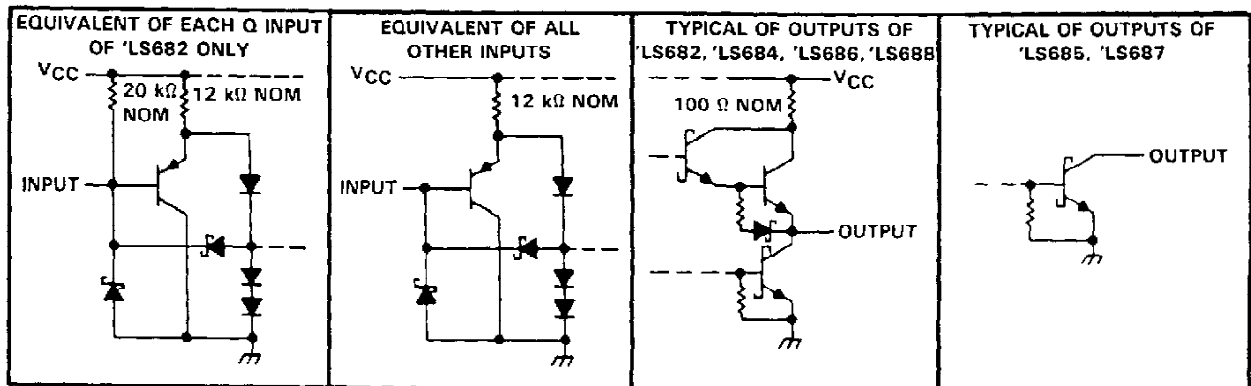 EQUIVALENT OF EACH Q INPUT
OF 'LS682 ONLY
VCC
20 kΩ
NOM
12 kΩ NOM
INPUT
EQUIVALENT OF ALL
OTHER INPUTS
VCC
12 kΩ NOM
INPUT
TYPICAL OF OUTPUTS OF
'LS682, 'LS684, 'LS686, 'LS688
VCC
100 Ω NOM
OUTPUT
TYPICAL OF OUTPUTS OF
'LS685, 'LS687
OUTPUT